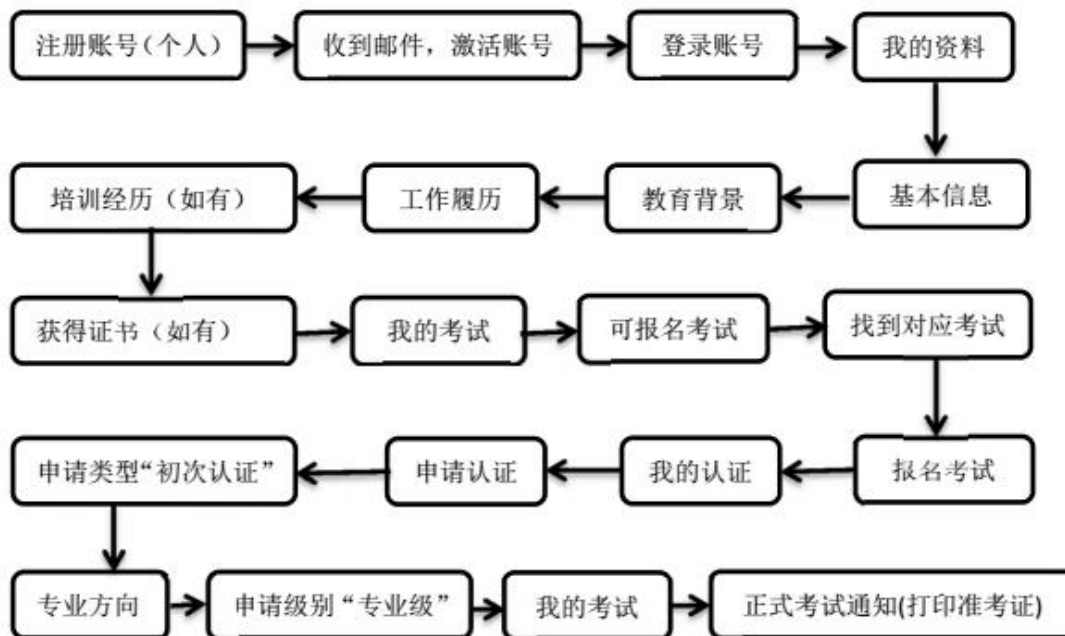 注册账号（个人）
收到邮件，激活账号
登录账号
我的资料
基本信息
教育背景
工作履历
培训经历（如有）
获得证书（如有）
我的考试
可报名考试
找到对应考试
报名考试
我的认证
申请认证
申请类型“初次认证”
专业方向
申请级别“专业级”
我的考试
正式考试通知(打印准考证)